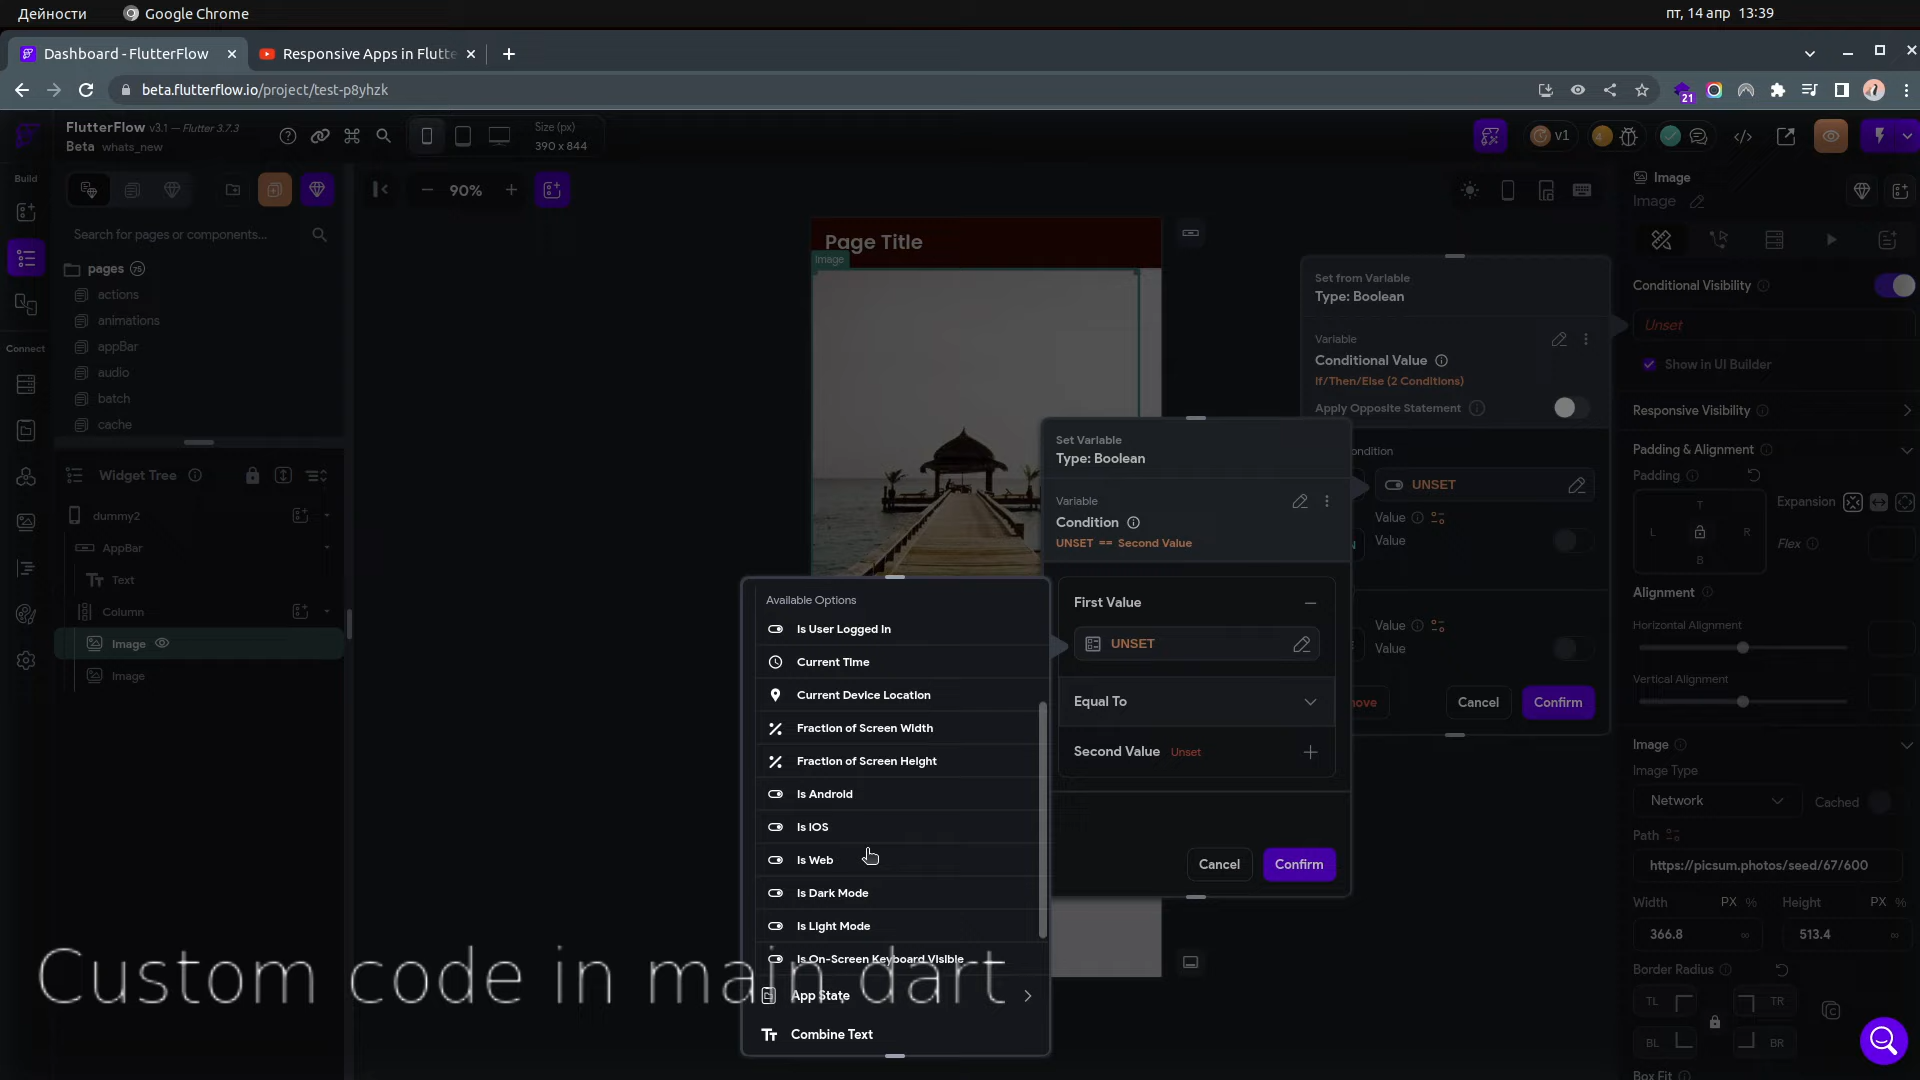 Дейности
Google Chrome
пт, 14 апр 13:39
Dashboard - FlutterFlow
Responsive Apps in Flutte
beta.flutterflow.io/project/test-p8yhzk
21
FlutterFlow v3.1 — Flutter 3.7.3
Beta whats_new
Size (px)
390 x 844
v1
4
Build
90%
Search for pages or components...
pages 75
actions
animations
Connect
appBar
audio
batch
cache
Widget Tree
dummy2
AppBar
Text
Column
Image
Image
Page Title
Image
Set from Variable
Type: Boolean
Variable
Conditional Value
If/Then/Else (2 Conditions)
Apply Opposite Statement
ondition
UNSET
Value
Value
Value
Value
ove
Cancel
Confirm
Set Variable
Type: Boolean
Variable
Condition
UNSET == Second Value
First Value
UNSET
Equal To
Second Value Unset
Cancel
Confirm
Available Options
Is User Logged In
Current Time
Current Device Location
Fraction of Screen Width
Fraction of Screen Height
Is Android
Is iOS
Is Web
Is Dark Mode
Is Light Mode
Is On-Screen Keyboard Visible
App State
Combine Text
Custom code in main.dart
Image
Image
Conditional Visibility
Unset
Show in UI Builder
Responsive Visibility
Padding & Alignment
Padding
Expansion
T
L
R
B
Flex
Alignment
Horizontal Alignment
Vertical Alignment
Image
Image Type
Network
Cached
Path
https://picsum.photos/seed/67/600
Width PX %
Height PX %
366.8 %
513.4 %
Border Radius
TL
TR
BL
BR
Box Fit